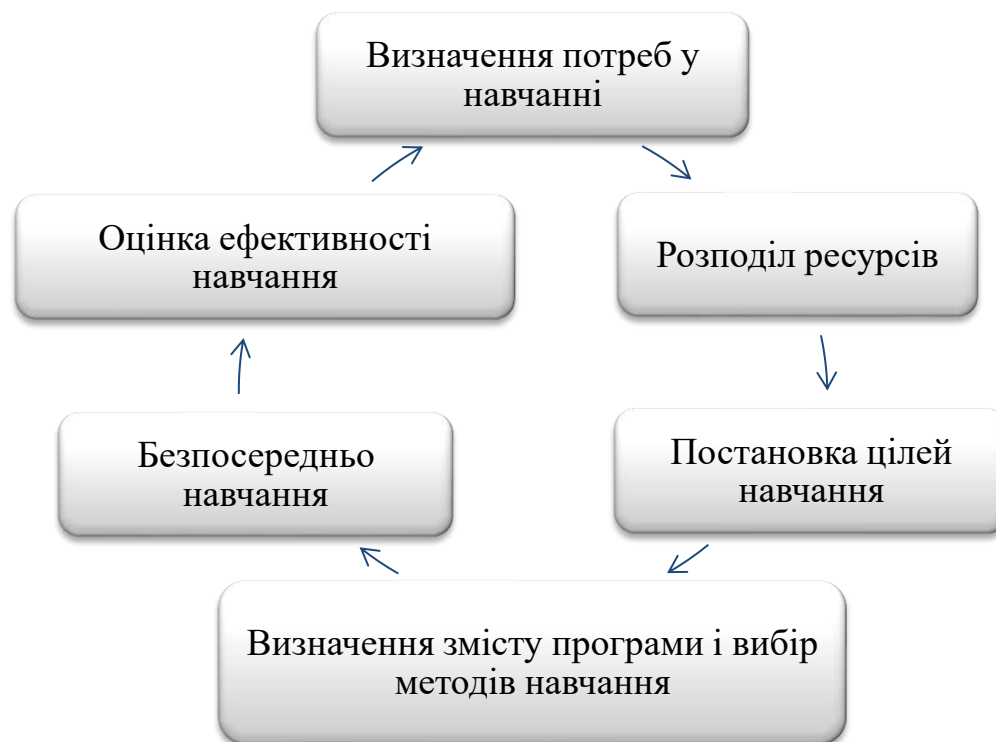 Визначення потреб у
навчанні
Розподіл ресурсів
Постановка цілей
навчання
Визначення змісту програми і вибір
методів навчання
Безпосередньо
навчання
Оцінка ефективності
навчання